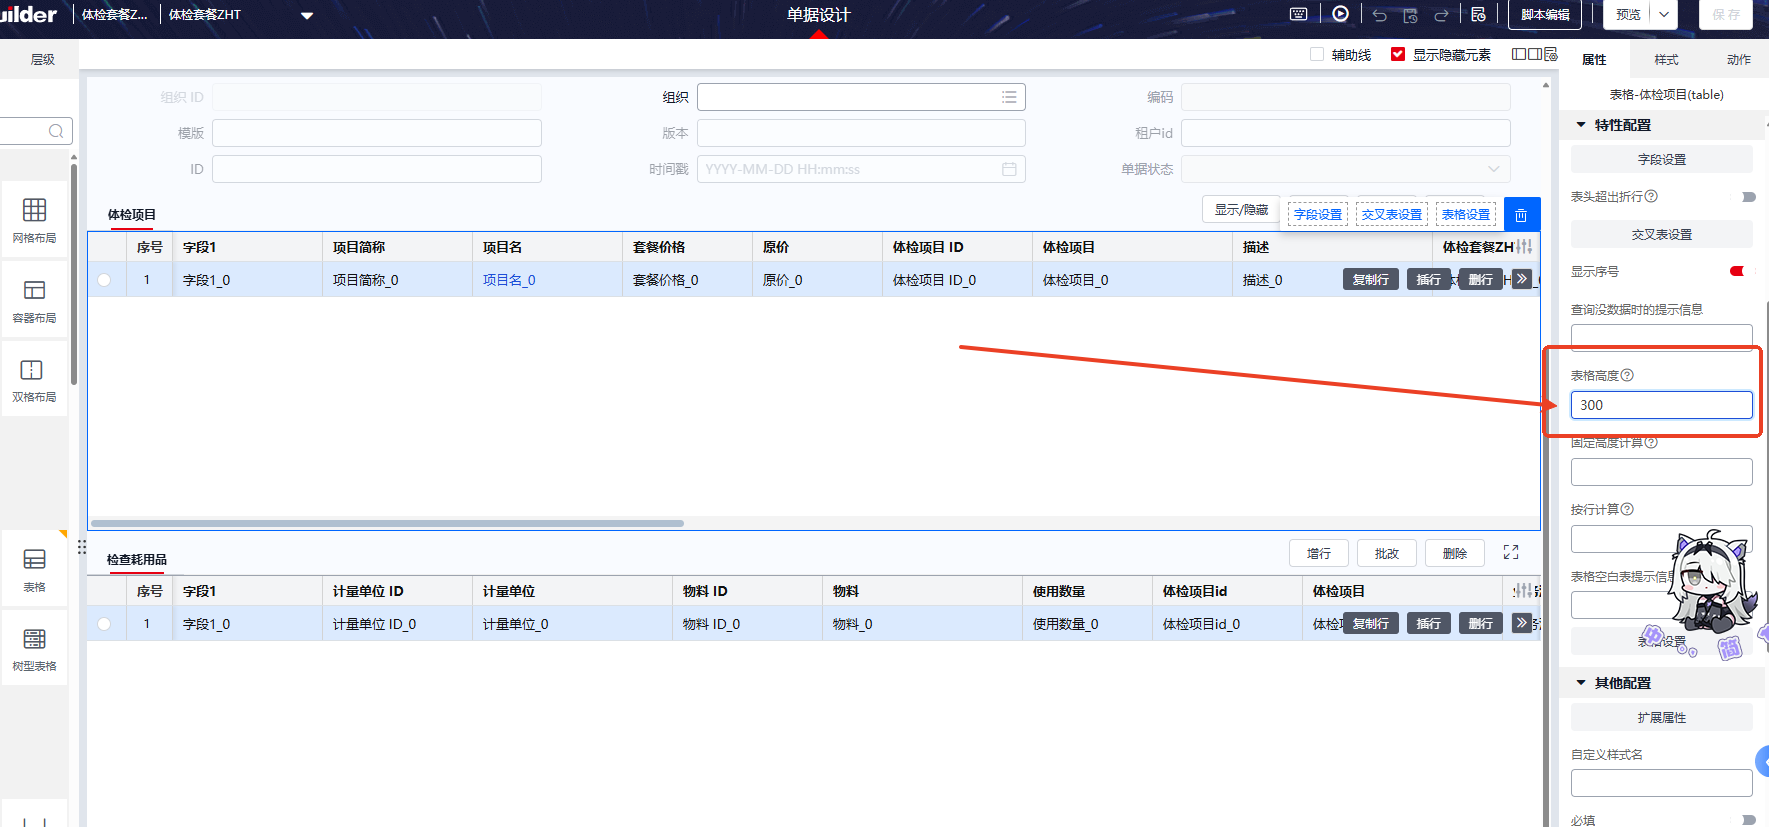 uilder 体检套餐Z... 体检套餐ZHT 单据设计 脚本编辑 预览 保存
层级 辅助线 显示隐藏元素 属性 样式 动作
表格-体检项目(table)
组织 ID 组织 编码
特性配置
模版 版本 租户id
字段设置
ID 时间戳 YYYY-MM-DD HH:mm:ss 单据状态
表头超出折行
体检项目 显示/隐藏 字段设置 交叉表设置 表格设置
交叉表设置
网格布局
序号 字段1 项目简称 项目名 套餐价格 原价 体检项目 ID 体检项目 描述 体检套餐ZH
显示序号
1 字段1_0 项目简称_0 项目名_0 套餐价格_0 原价_0 体检项目 ID_0 体检项目_0 描述_0 复制行 插行 删行
查询没数据时的提示信息
容器布局
表格高度
300
双格布局
固定高度计算
按行计算
检查耗用品 增行 批改 删除
表格空白表提示信息
表格
序号 字段1 计量单位 ID 计量单位 物料 ID 物料 使用数量 体检项目id 体检项目
1 字段1_0 计量单位 ID_0 计量单位_0 物料 ID_0 物料_0 使用数量_0 体检项目id_0 体检 复制行 插行 删行
中 简
树型表格
其他配置
扩展属性
自定义样式名
必填